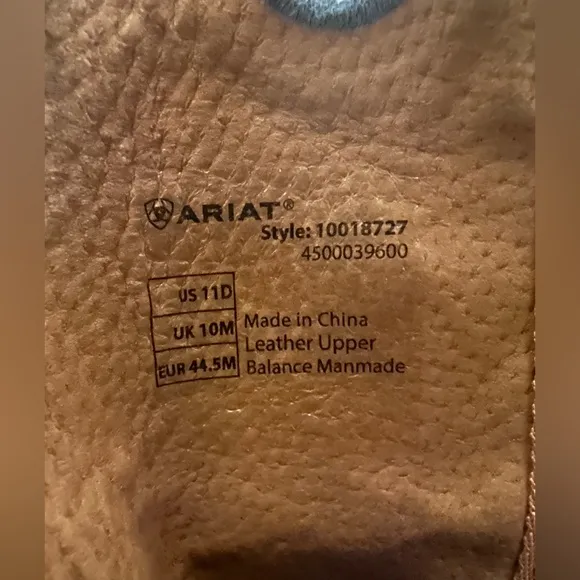 ARIAT®
Style: 10018727
4500039600
US 11D
UK 10M
EUR 44.5M
Made in China
Leather Upper
Balance Manmade